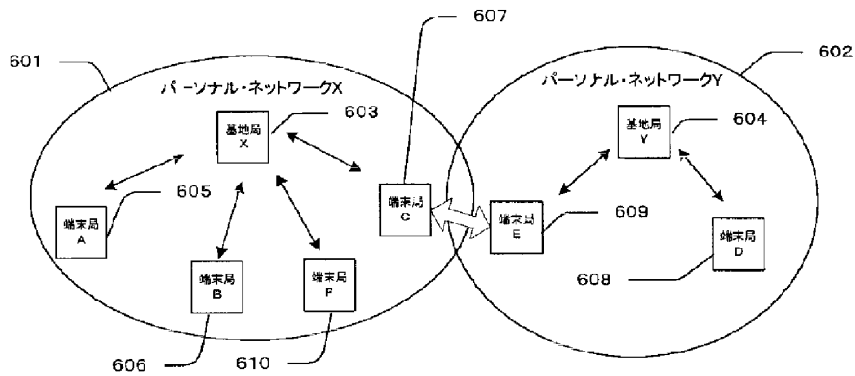 607
601
602
パーソナル・ネットワークX
パーソナル・ネットワークY
基地局
X
603
基地局
Y
604
端末局
A
605
端末局
C
端末局
E
609
端末局
B
端末局
F
端末局
D
608
606
610